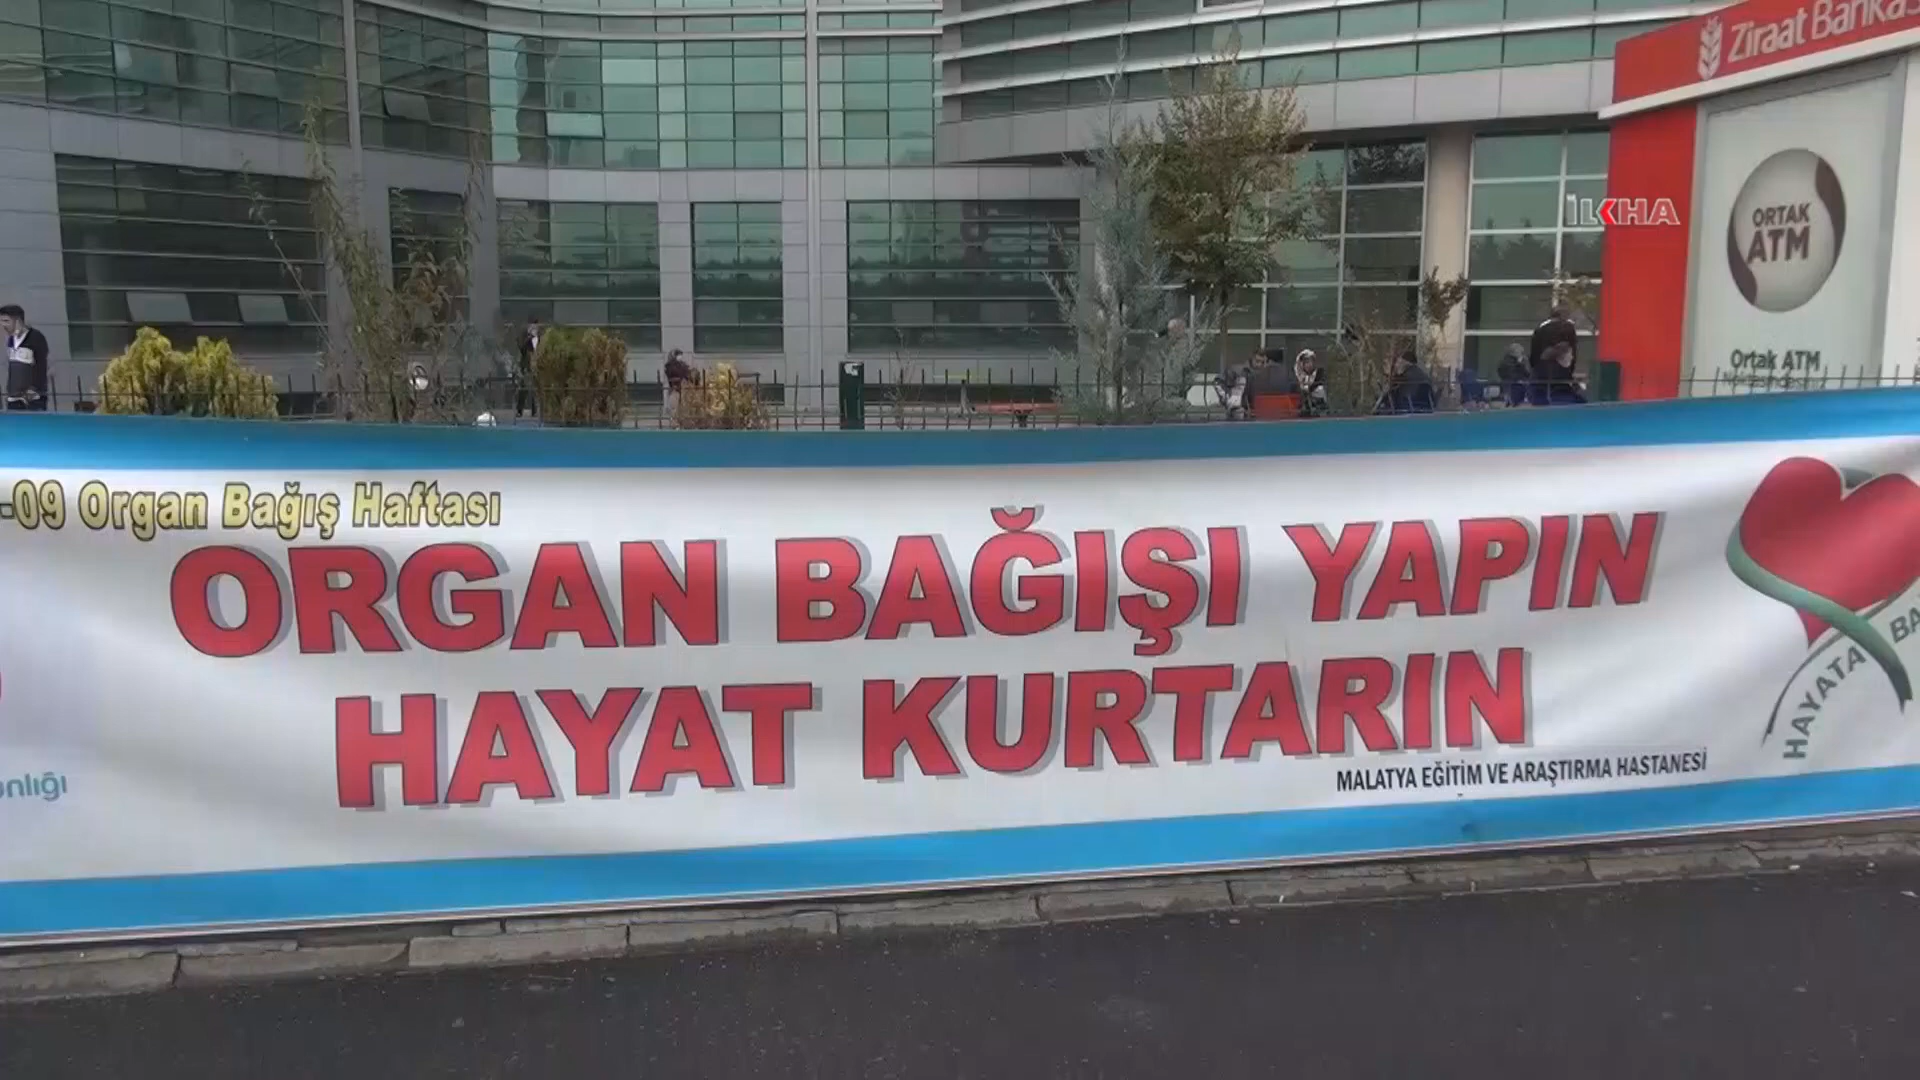 Ziraat Bankas
İLKHA
ORTAK
ATM
Ortak ATM
-09 Organ Bağış Haftası
ORGAN BAĞIŞI YAPIN
HAYAT KURTARIN
MALATYA EĞİTİM VE ARAŞTIRMA HASTANESİ
HAYATA BA
nlığı